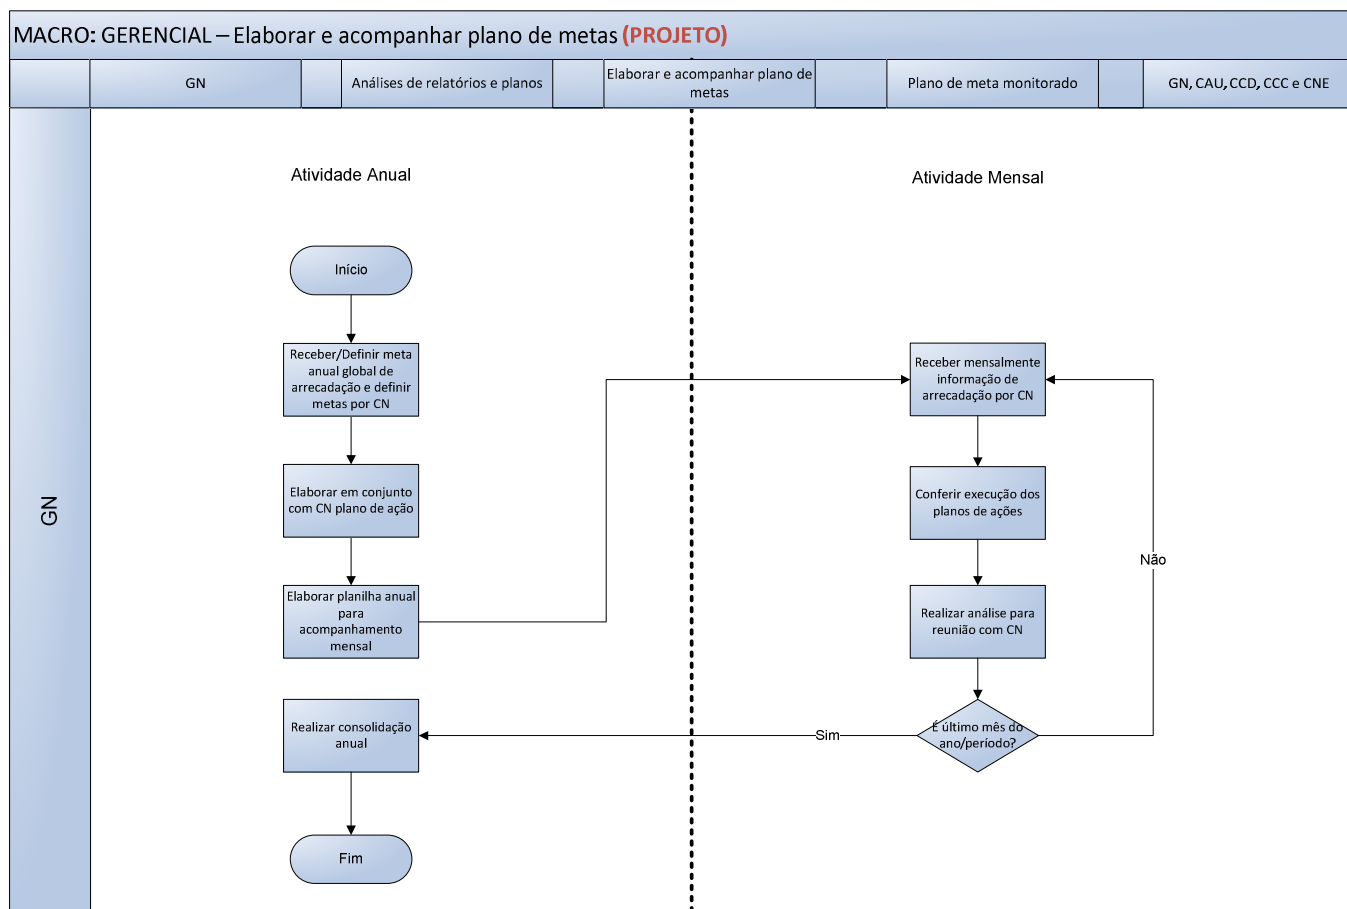 MACRO: GERENCIAL – Elaborar e acompanhar plano de metas (PROJETO)
GN
Análises de relatórios e planos
Elaborar e acompanhar plano de
metas
Plano de meta monitorado
GN, CAU, CCD, CCC e CNE
GN
Atividade Anual
Início
Receber/Definir meta
anual global de
arrecadação e definir
metas por CN
Elaborar em conjunto
com CN plano de ação
Elaborar planilha anual
para
acompanhamento
mensal
Realizar consolidação
anual
Fim
Atividade Mensal
Receber mensalmente
informação de
arrecadação por CN
Conferir execução dos
planos de ações
Realizar análise para
reunião com CN
É último mês do
ano/período?
Sim
Não